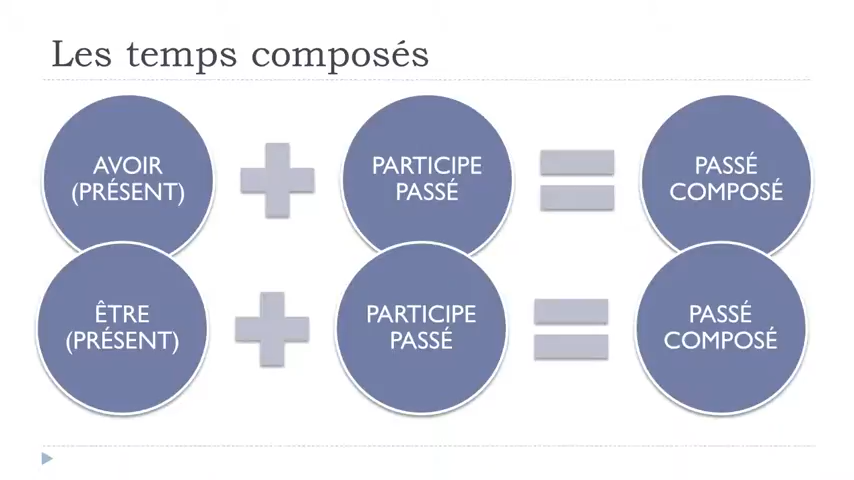 Les temps composés
AVOIR
(PRÉSENT)
PARTICIPE
PASSÉ
PASSÉ
COMPOSÉ
ÊTRE
(PRÉSENT)
PARTICIPE
PASSÉ
PASSÉ
COMPOSÉ